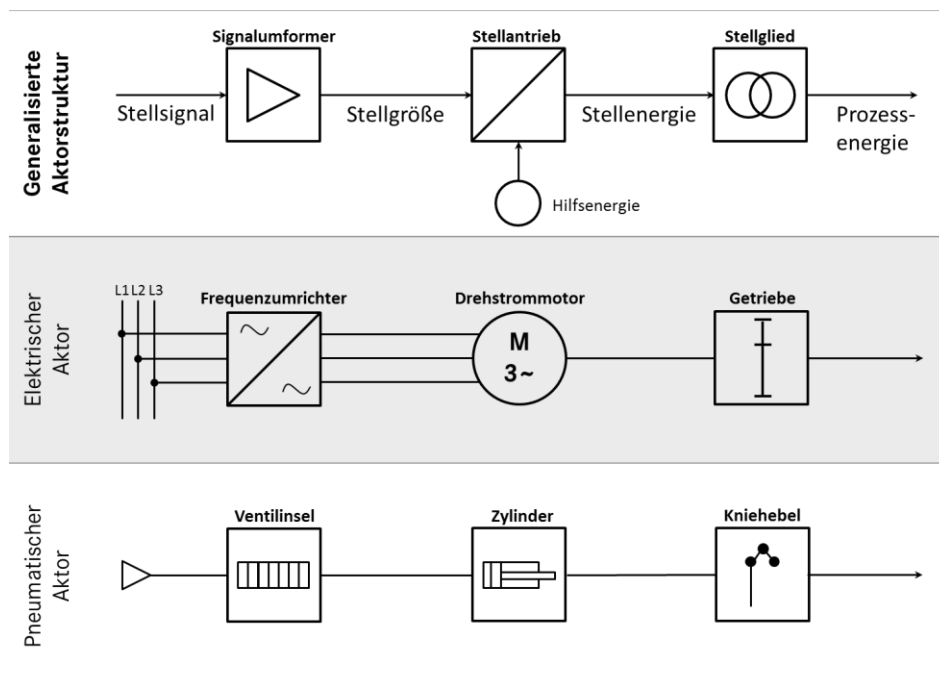 Generalisierte
Aktorstruktur
Signalumformer
Stellantrieb
Stellglied
Stellsignal
Stellgröße
Stellenergie
Prozess-
energie
Hilfsenergie
Elektrischer
Aktor
L1 L2 L3
Frequenzumrichter
Drehstrommotor
Getriebe
M
3~
Pneumatischer
Aktor
Ventilinsel
Zylinder
Kniehebel